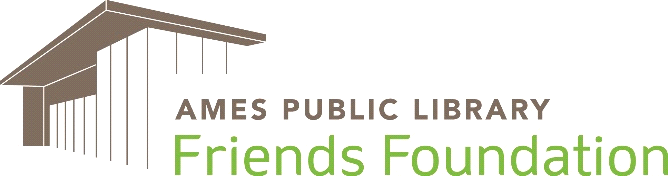 AMES PUBLIC LIBRARY
Friends Foundation